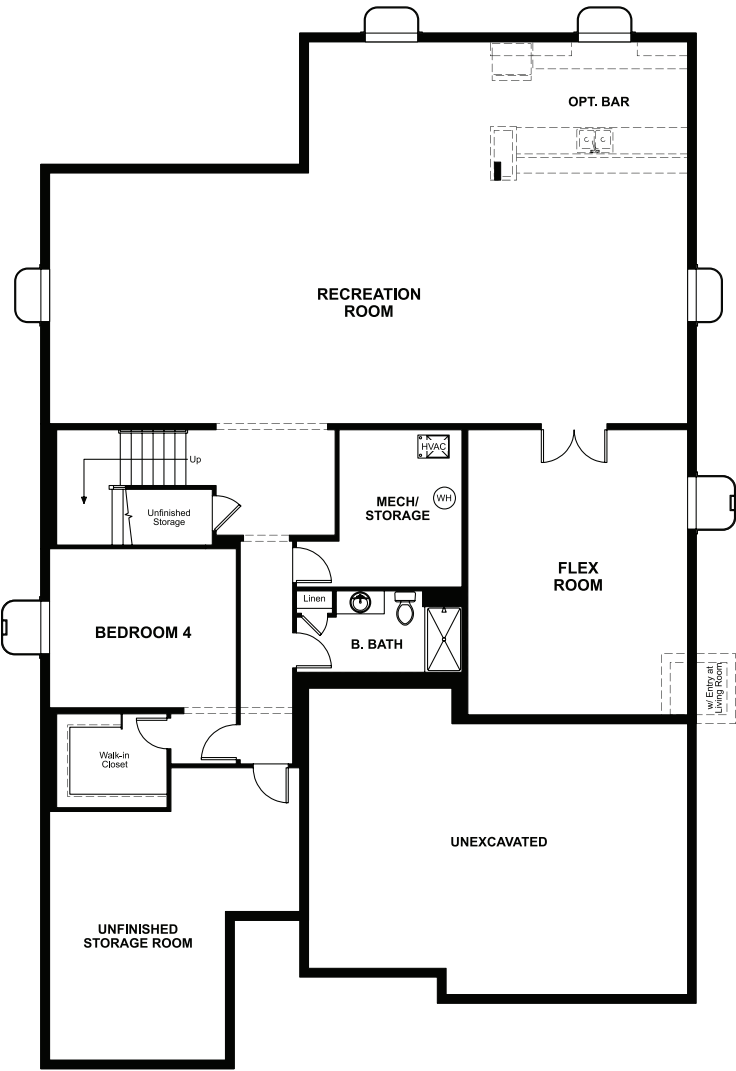 OPT. BAR
RECREATION
ROOM
Up
HVAC
MECH/
STORAGE
WH
Unfinished
Storage
FLEX
ROOM
Linen
BEDROOM 4
B. BATH
w/ Entry at
Living Room
Walk-in
Closet
UNEXCAVATED
UNFINISHED
STORAGE ROOM